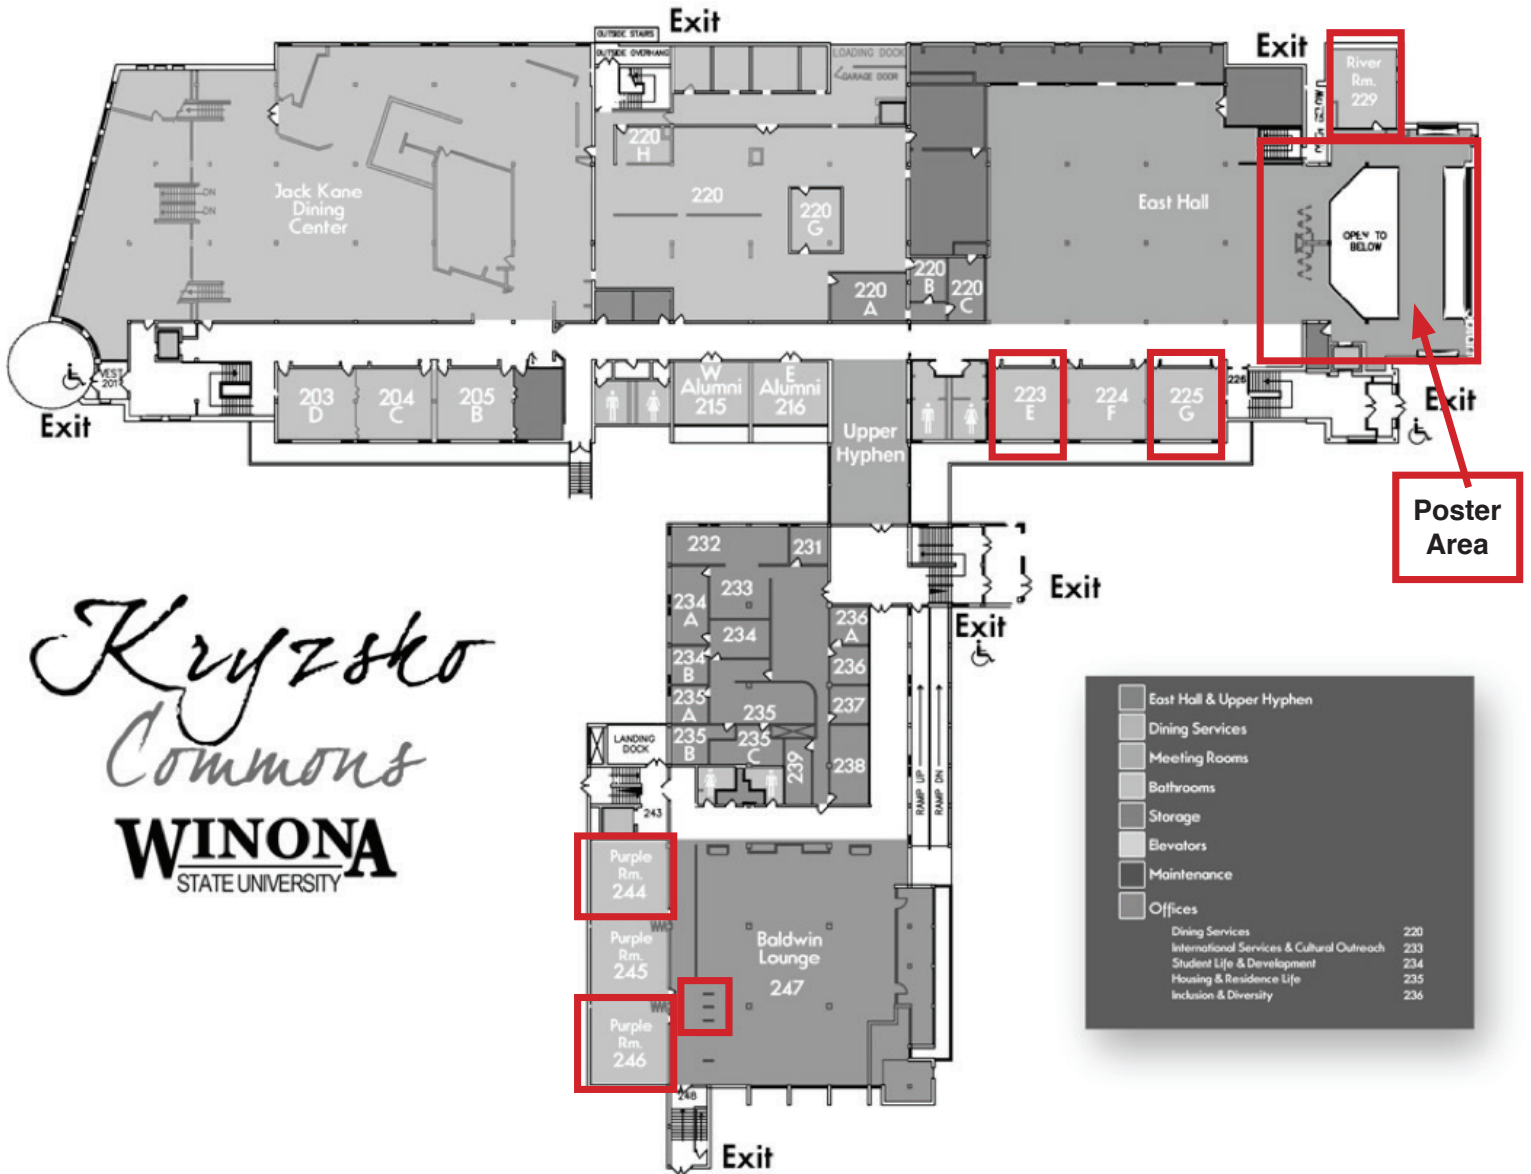 Exit
OUTSIDE STAIRS
OUTSIDE OVERHANG
LOADING DOCK
GARAGE DOOR
Exit
River
Rm.
229
220
H
Jack Kane
Dining
Center
DN
DN
220
220
G
East Hall
OPEN TO
BELOW
220
A
220
B
220
C
VEST
201
Exit
203
D
204
C
205
B
W
Alumni
215
E
Alumni
216
Upper
Hyphen
223
E
224
F
225
G
226
Exit
Poster
Area
232
231
233
234
A
234
234
B
235
A
235
235
B
235
C
239
236
A
236
237
238
Exit
Exit
RAMP UP
RAMP DN
LANDING
DOCK
243
Kryzsko
Commons
WINONA
STATE UNIVERSITY
Purple
Rm.
244
Purple
Rm.
245
Purple
Rm.
246
Baldwin
Lounge
247
248
Exit
East Hall & Upper Hyphen
Dining Services
Meeting Rooms
Bathrooms
Storage
Elevators
Maintenance
Offices
Dining Services 220
International Services & Cultural Outreach 233
Student Life & Development 234
Housing & Residence Life 235
Inclusion & Diversity 236